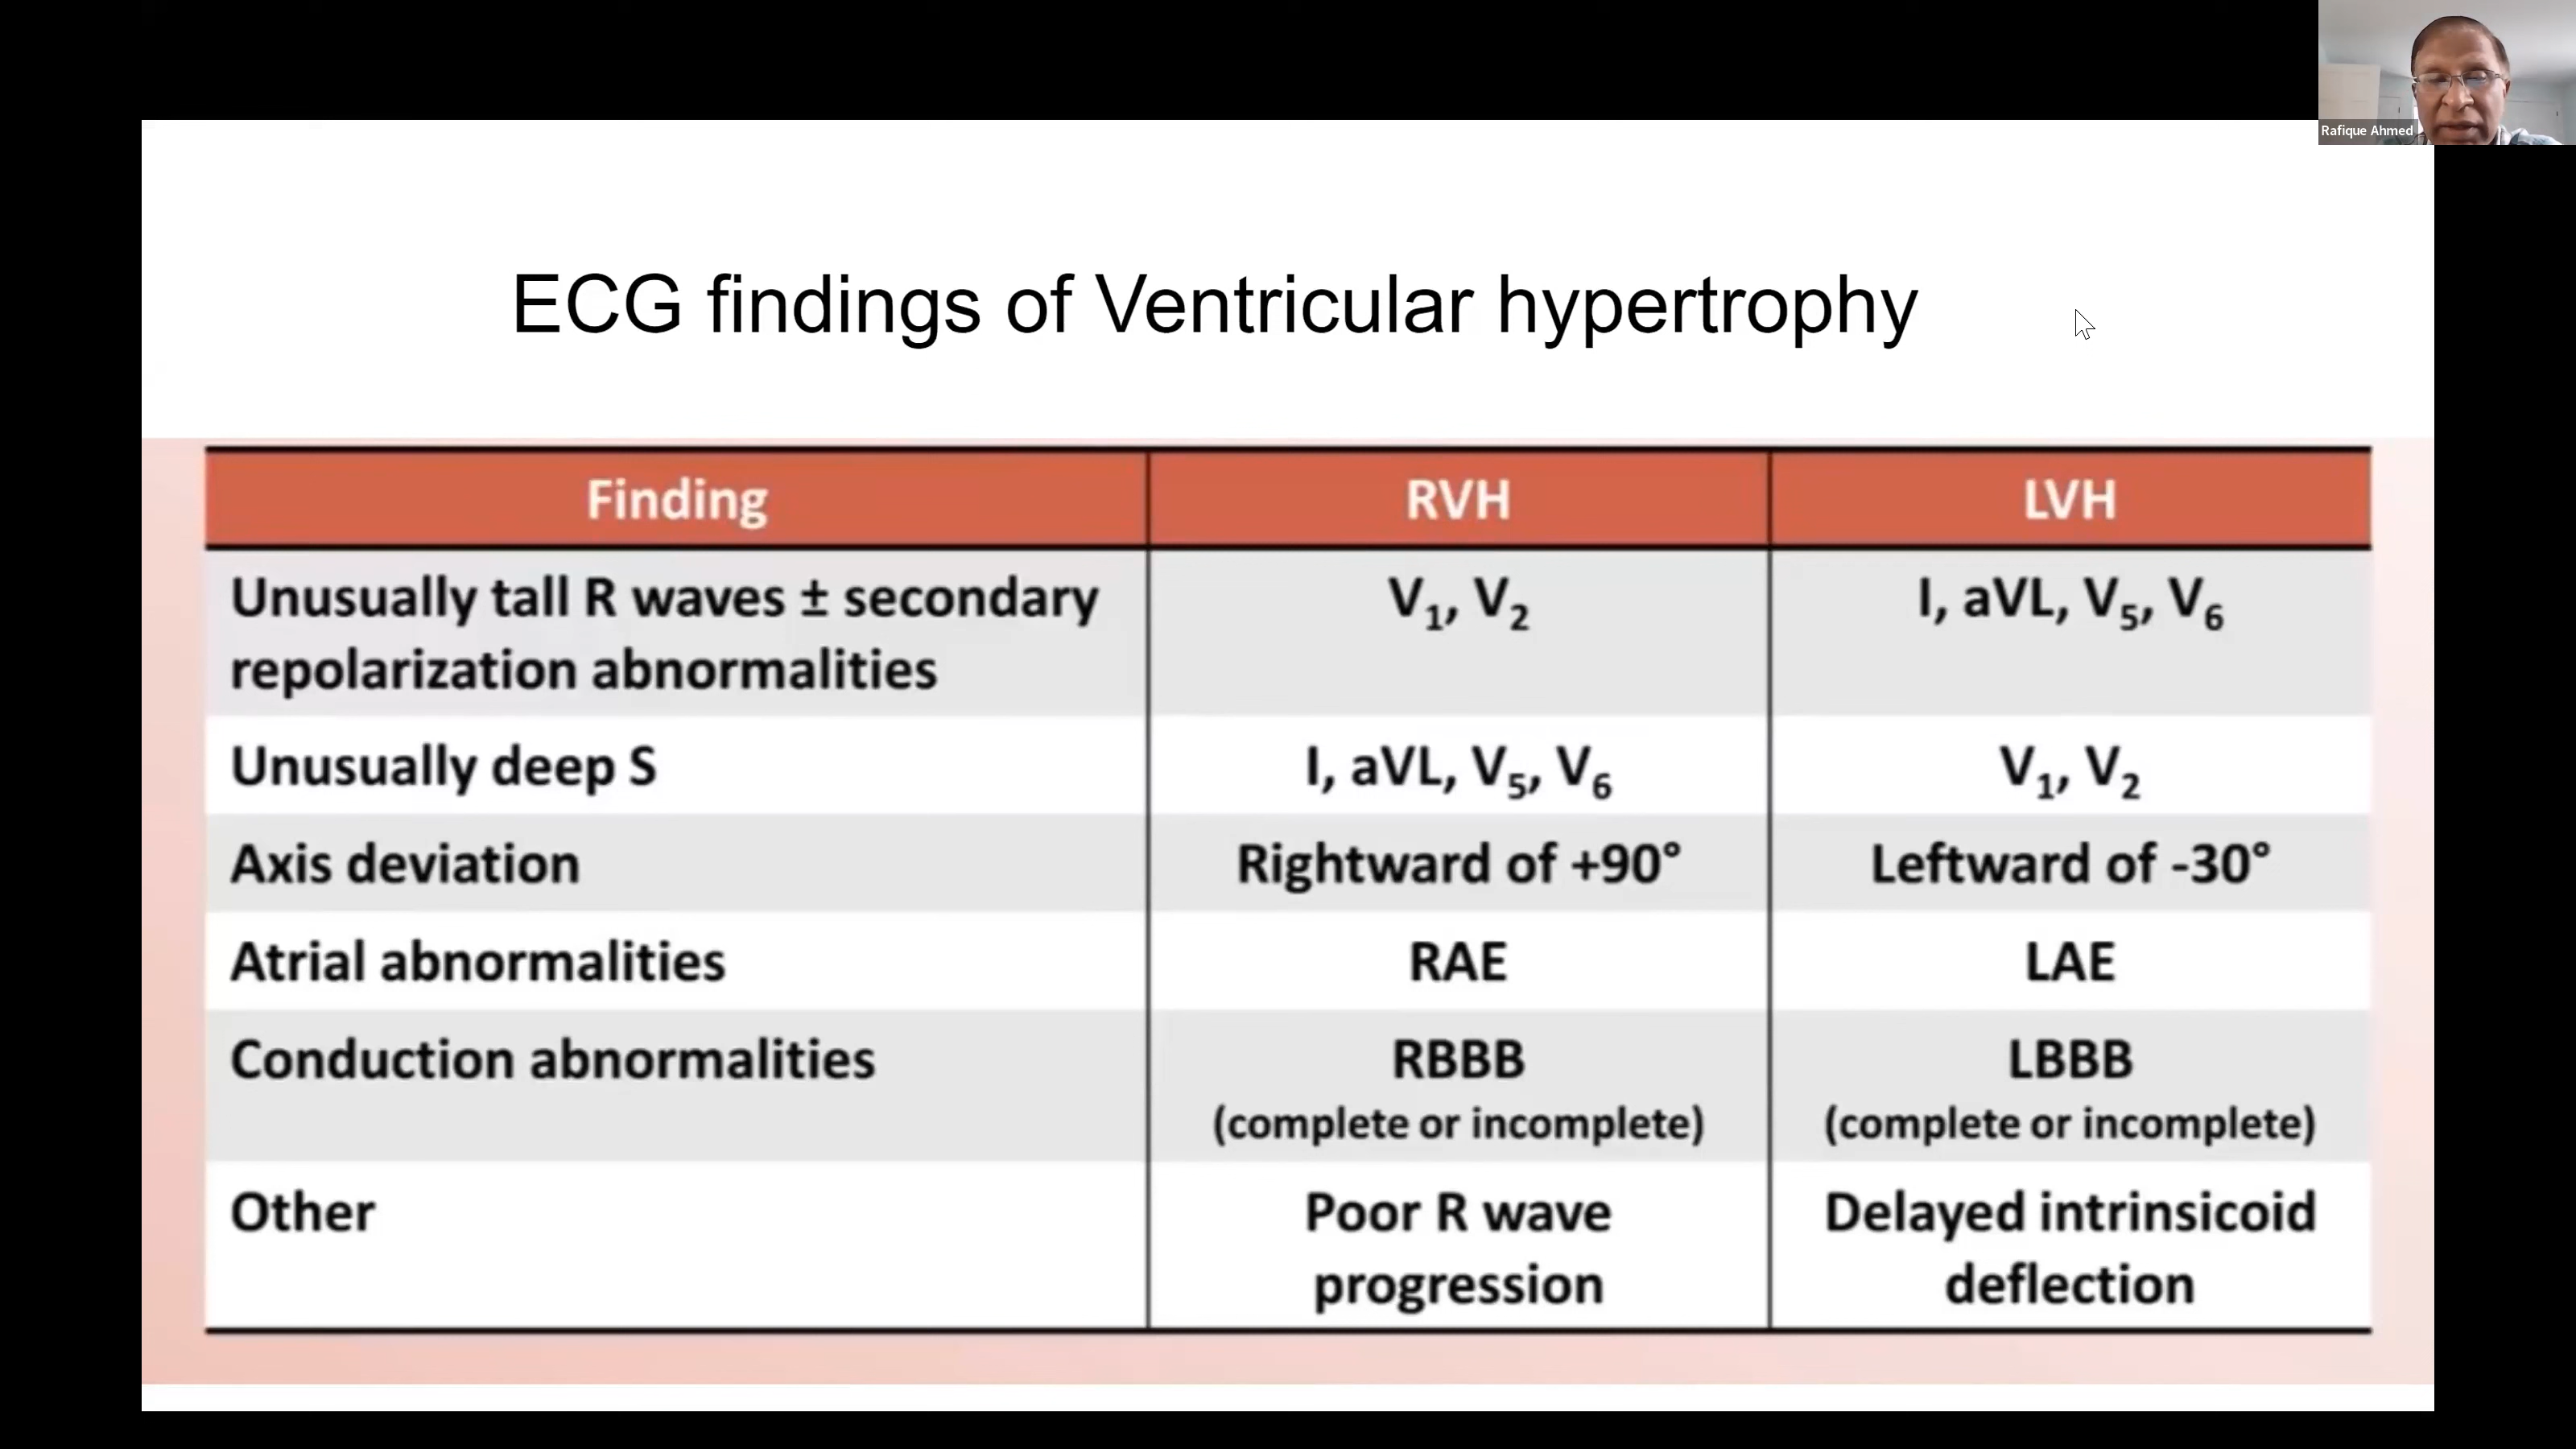 Rafique Ahmed
ECG findings of Ventricular hypertrophy
Finding RVH LVH
Unusually tall R waves ± secondary V₁, V₂ I, aVL, V₅, V₆
repolarization abnormalities
Unusually deep S I, aVL, V₅, V₆ V₁, V₂
Axis deviation Rightward of +90° Leftward of -30°
Atrial abnormalities RAE LAE
Conduction abnormalities RBBB LBBB
(complete or incomplete) (complete or incomplete)
Other Poor R wave Delayed intrinsicoid
progression deflection